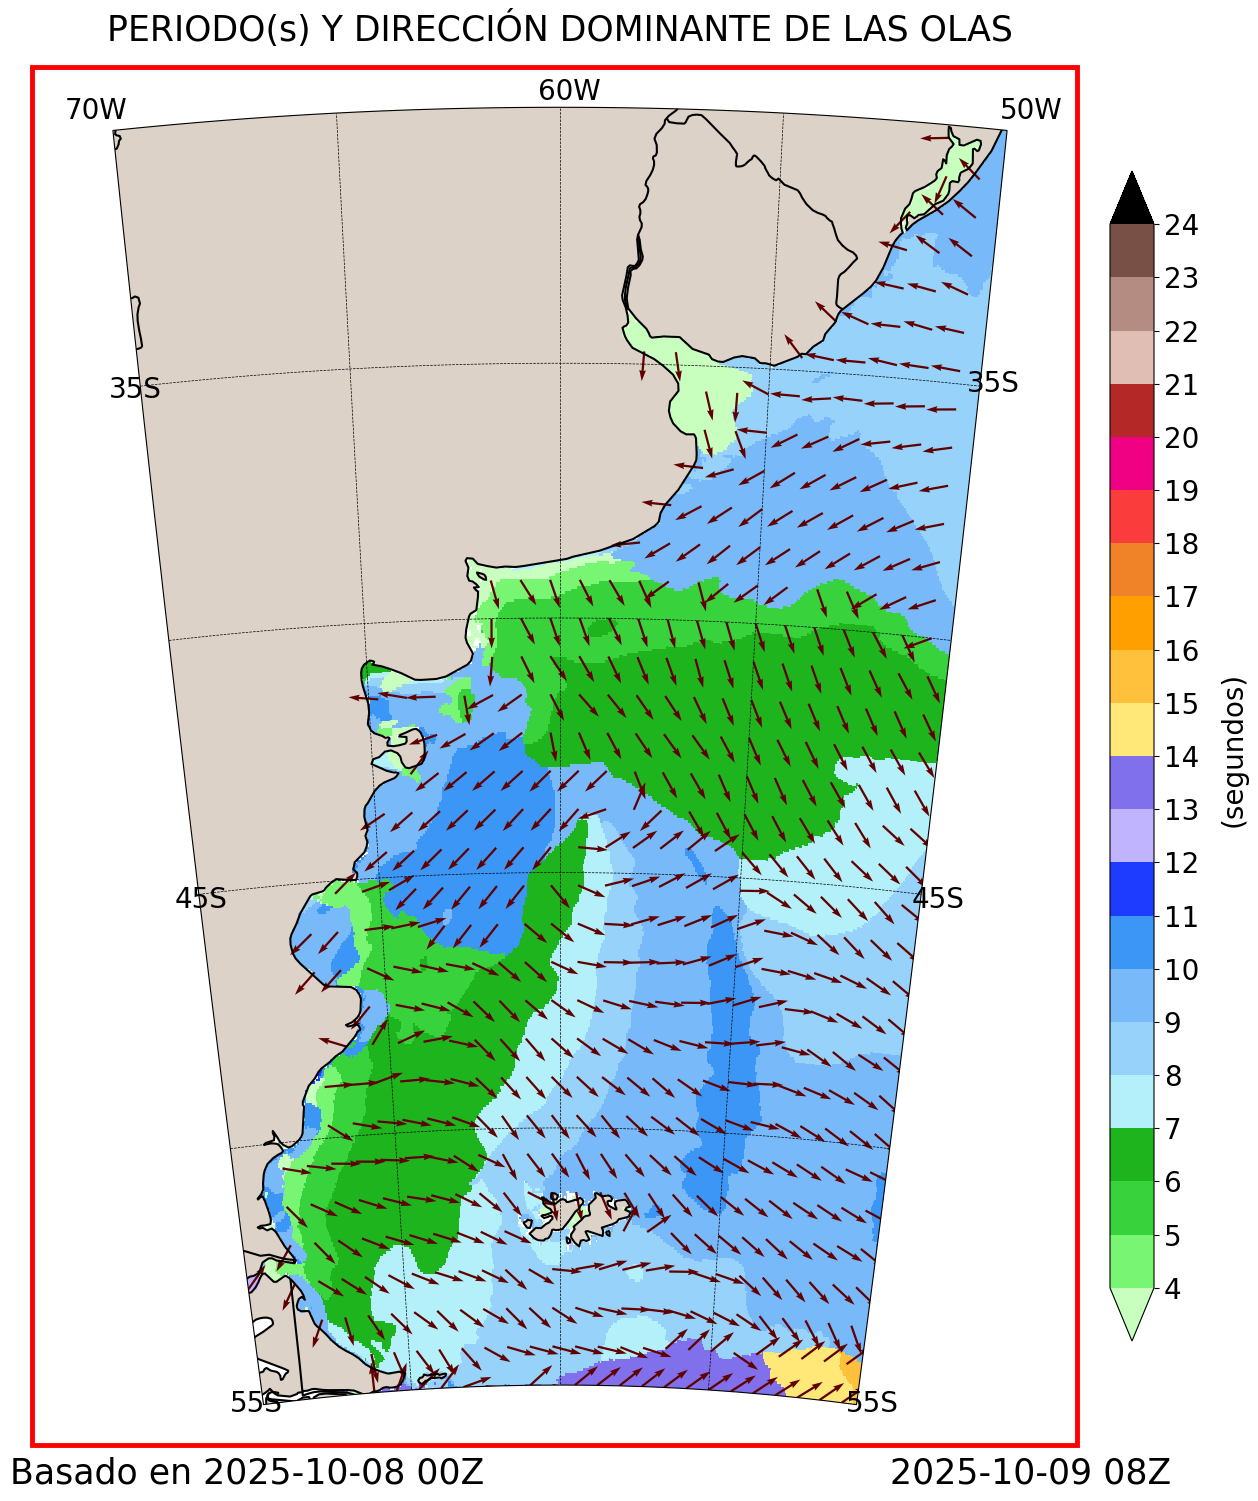 PERIODO(s) Y DIRECCIÓN DOMINANTE DE LAS OLAS
70W
60W
50W
35S
35S
45S
45S
55S
55S
24
23
22
21
20
19
18
17
16
15
14
13
12
11
10
9
8
7
6
5
4
(segundos)
Basado en 2025-10-08 00Z
2025-10-09 08Z